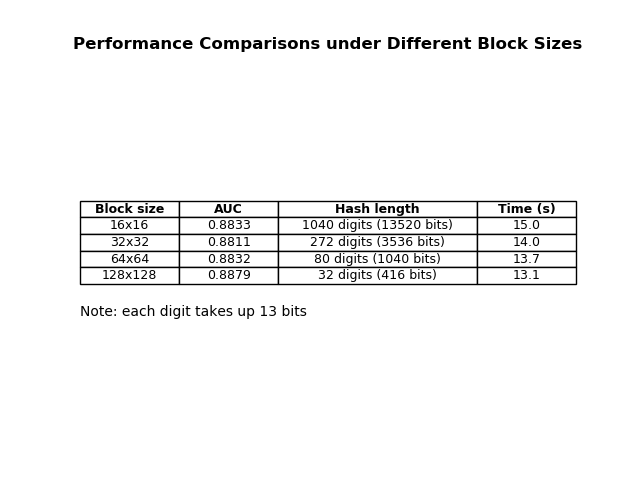 Performance Comparisons under Different Block Sizes
Block size AUC Hash length Time (s)
16x16 0.8833 1040 digits (13520 bits) 15.0
32x32 0.8811 272 digits (3536 bits) 14.0
64x64 0.8832 80 digits (1040 bits) 13.7
128x128 0.8879 32 digits (416 bits) 13.1
Note: each digit takes up 13 bits